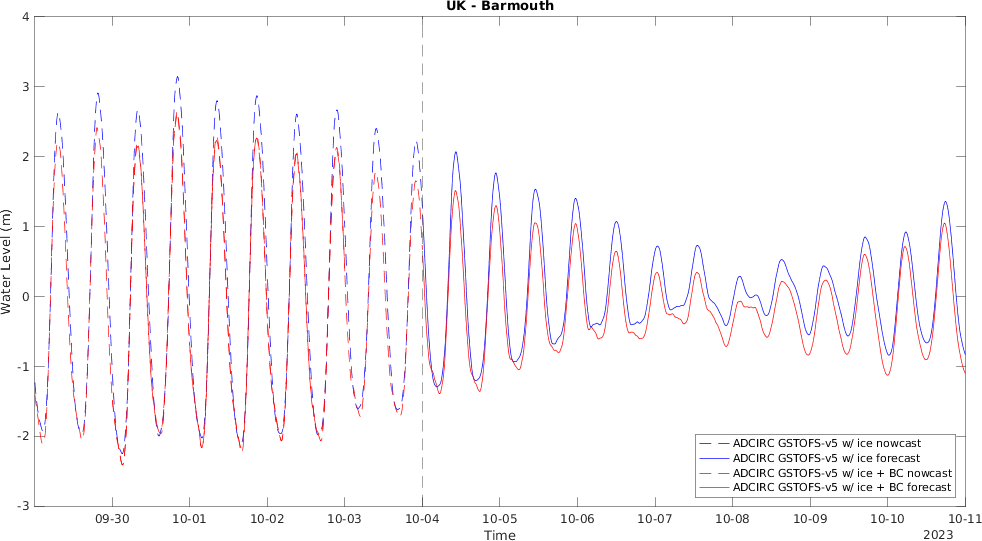 UK - Barmouth
4
3
2
1
0
-1
-2
-3
Water Level (m)
ADCIRC GSTOFS-v5 w/ ice nowcast
ADCIRC GSTOFS-v5 w/ ice forecast
ADCIRC GSTOFS-v5 w/ ice + BC nowcast
ADCIRC GSTOFS-v5 w/ ice + BC forecast
09-30 10-01 10-02 10-03 10-04 10-05 10-06 10-07 10-08 10-09 10-10 10-11
Time
2023